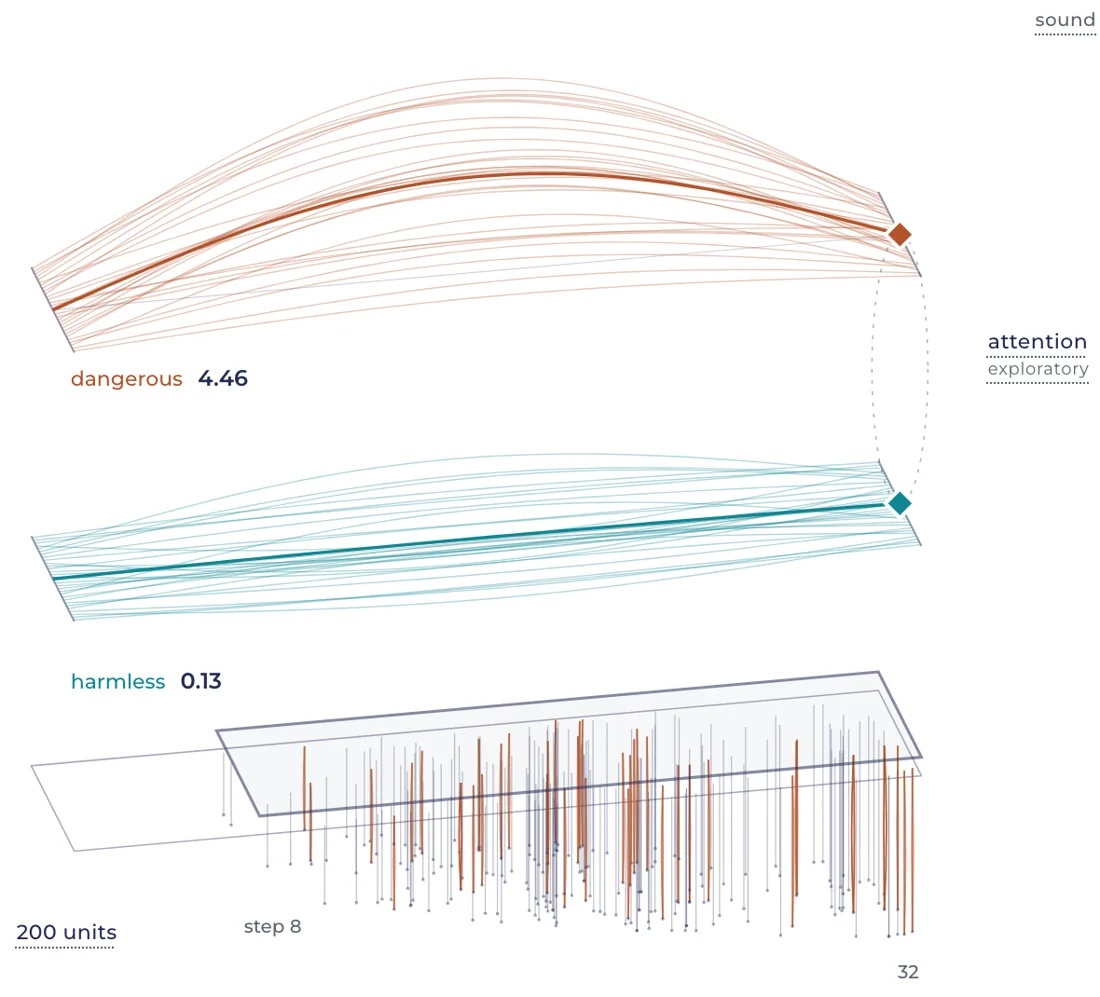 sound
attention
exploratory
dangerous 4.46
harmless 0.13
200 units
step 8
32